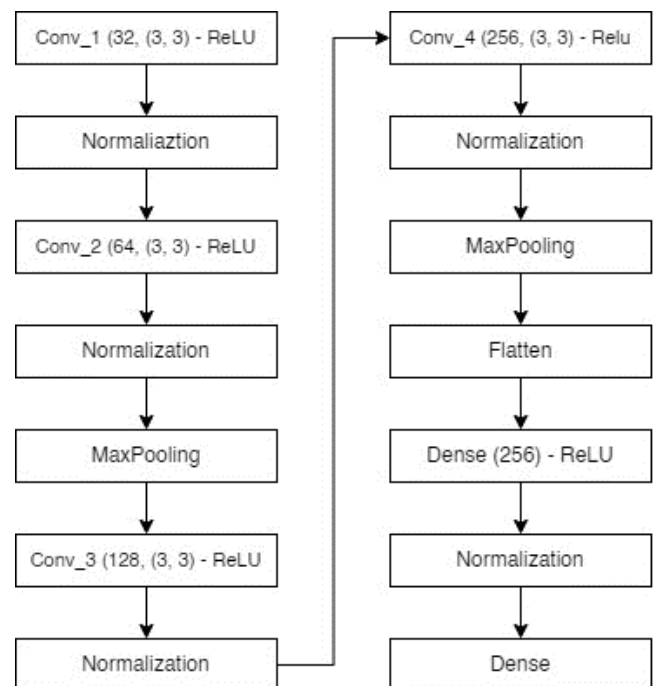 Conv_1 (32, (3, 3) - ReLU
Normaliaztion
Conv_2 (64, (3, 3) - ReLU
Normalization
MaxPooling
Conv_3 (128, (3, 3) - ReLU
Normalization
Conv_4 (256, (3, 3) - Relu
Normalization
MaxPooling
Flatten
Dense (256) - ReLU
Normalization
Dense